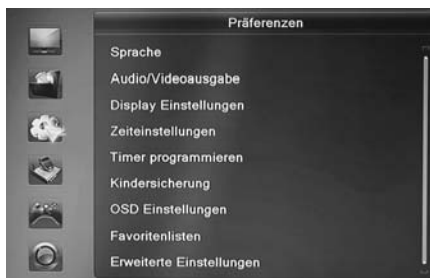 Präferenzen
Sprache
Audio/Videoausgabe
Display Einstellungen
Zeiteinstellungen
Timer programmieren
Kindersicherung
OSD Einstellungen
Favoritenlisten
Erweiterte Einstellungen